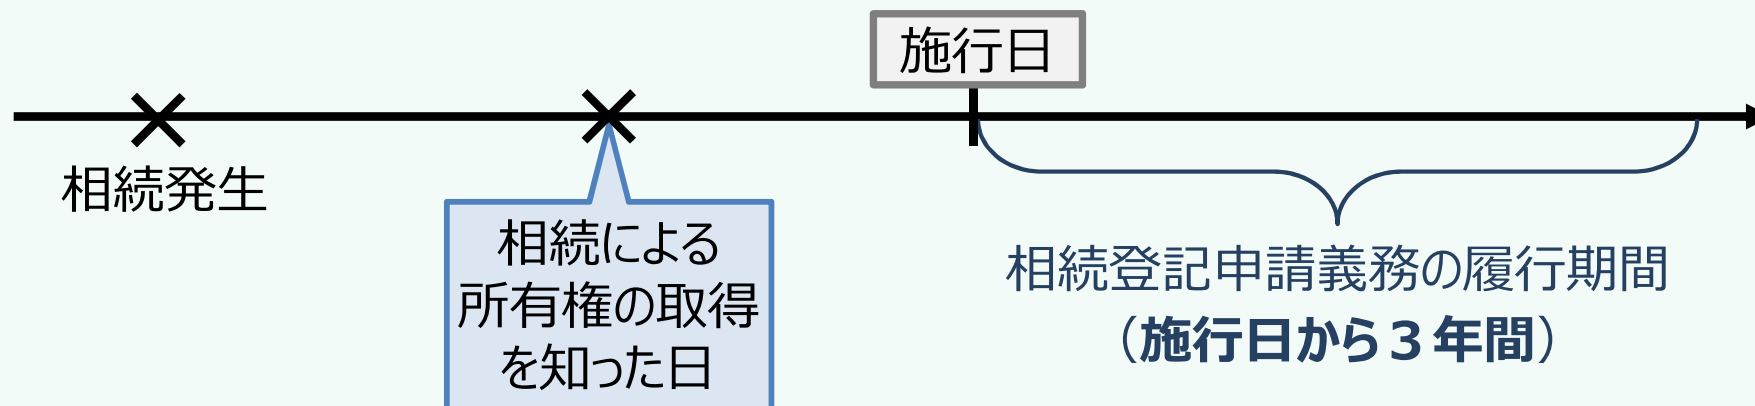 施行日
相続発生
相続による
所有権の取得
を知った日
相続登記申請義務の履行期間
（施行日から３年間）